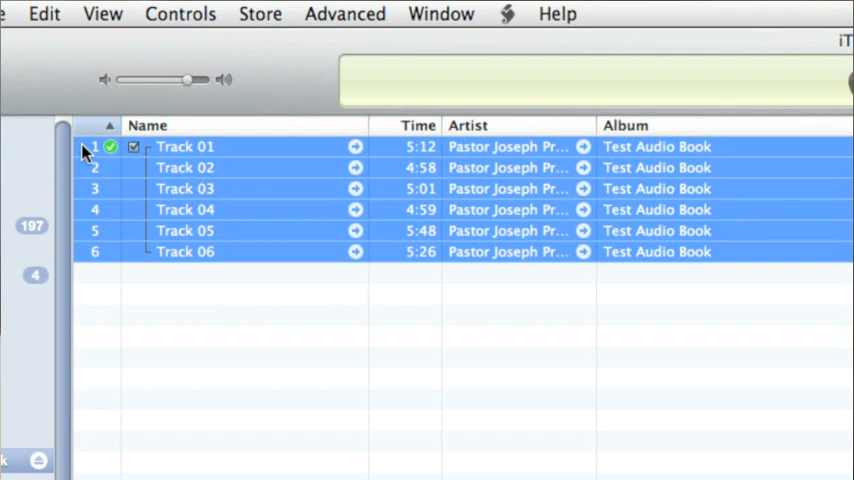 Edit View Controls Store Advanced Window Help
iT
Name Time Artist Album
1 Track 01 5:12 Pastor Joseph Pr... Test Audio Book
2 Track 02 4:58 Pastor Joseph Pr... Test Audio Book
3 Track 03 5:01 Pastor Joseph Pr... Test Audio Book
4 Track 04 4:59 Pastor Joseph Pr... Test Audio Book
5 Track 05 5:48 Pastor Joseph Pr... Test Audio Book
6 Track 06 5:26 Pastor Joseph Pr... Test Audio Book
197
4
k